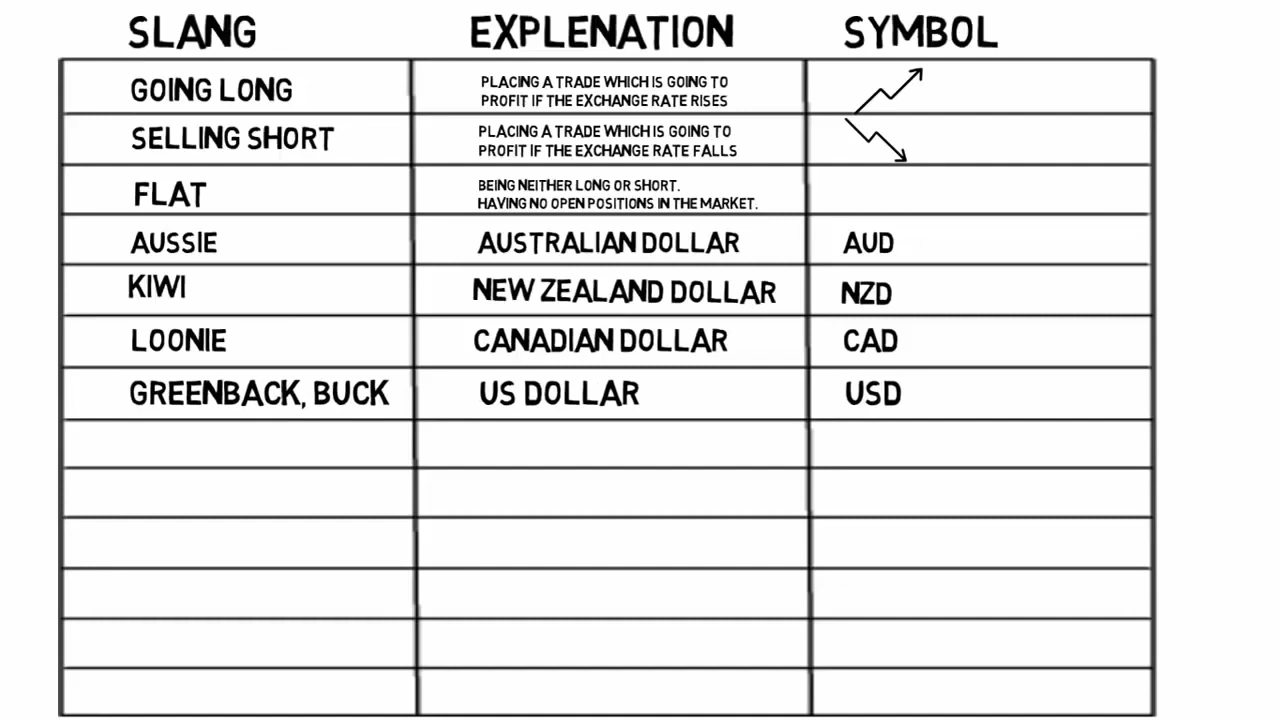 SLANG EXPLENATION SYMBOL
GOING LONG
PLACING A TRADE WHICH IS GOING TO
PROFIT IF THE EXCHANGE RATE RISES
SELLING SHORT
PLACING A TRADE WHICH IS GOING TO
PROFIT IF THE EXCHANGE RATE FALLS
FLAT
BEING NEITHER LONG OR SHORT.
HAVING NO OPEN POSITIONS IN THE MARKET.
AUSSIE AUSTRALIAN DOLLAR AUD
KIWI NEW ZEALAND DOLLAR NZD
LOONIE CANADIAN DOLLAR CAD
GREENBACK, BUCK US DOLLAR USD